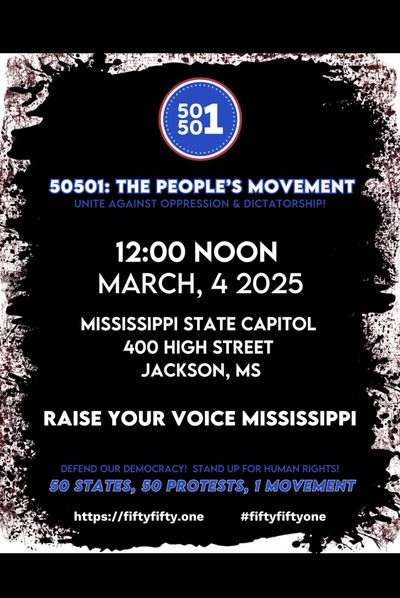 50
50 1
50501: THE PEOPLE'S MOVEMENT
UNITE AGAINST OPPRESSION & DICTATORSHIP!
12:00 NOON
MARCH, 4 2025
MISSISSIPPI STATE CAPITOL
400 HIGH STREET
JACKSON, MS
RAISE YOUR VOICE MISSISSIPPI
DEFEND OUR DEMOCRACY! STAND UP FOR HUMAN RIGHTS!
50 STATES, 50 PROTESTS, 1 MOVEMENT
https://fiftyfifty.one #fiftyfiftyone